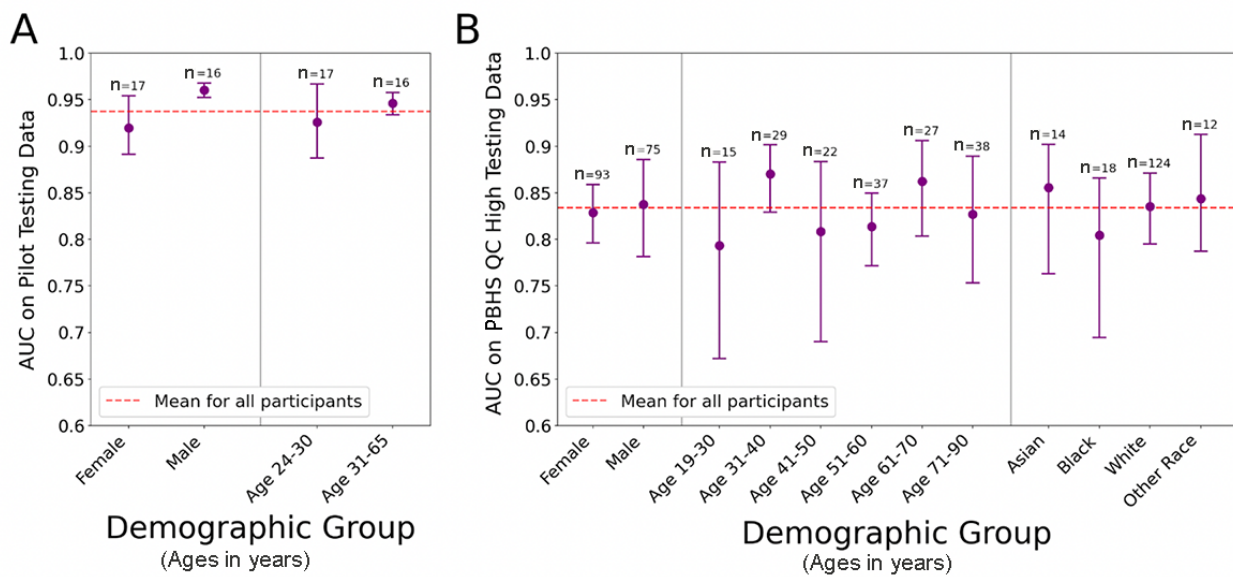 A
AUC on Pilot Testing Data
1.0
0.95
0.9
0.85
0.8
0.7
0.65
0.6
n=17
n=16
n=17
n=16
Mean for all participants
Female
Male
Age 24-30
Age 31-65
Demographic Group
(Ages in years)
B
AUC on PBHS QC High Testing Data
1.0
0.95
0.9
0.85
0.8
0.7
0.65
0.6
n=93
n=75
n=15
n=29
n=22
n=37
n=27
n=38
n=14
n=18
n=124
n=12
Mean for all participants
Female
Male
Age 19-30
Age 31-40
Age 41-50
Age 51-60
Age 61-70
Age 71-90
Asian
Black
White
Other Race
Demographic Group
(Ages in years)